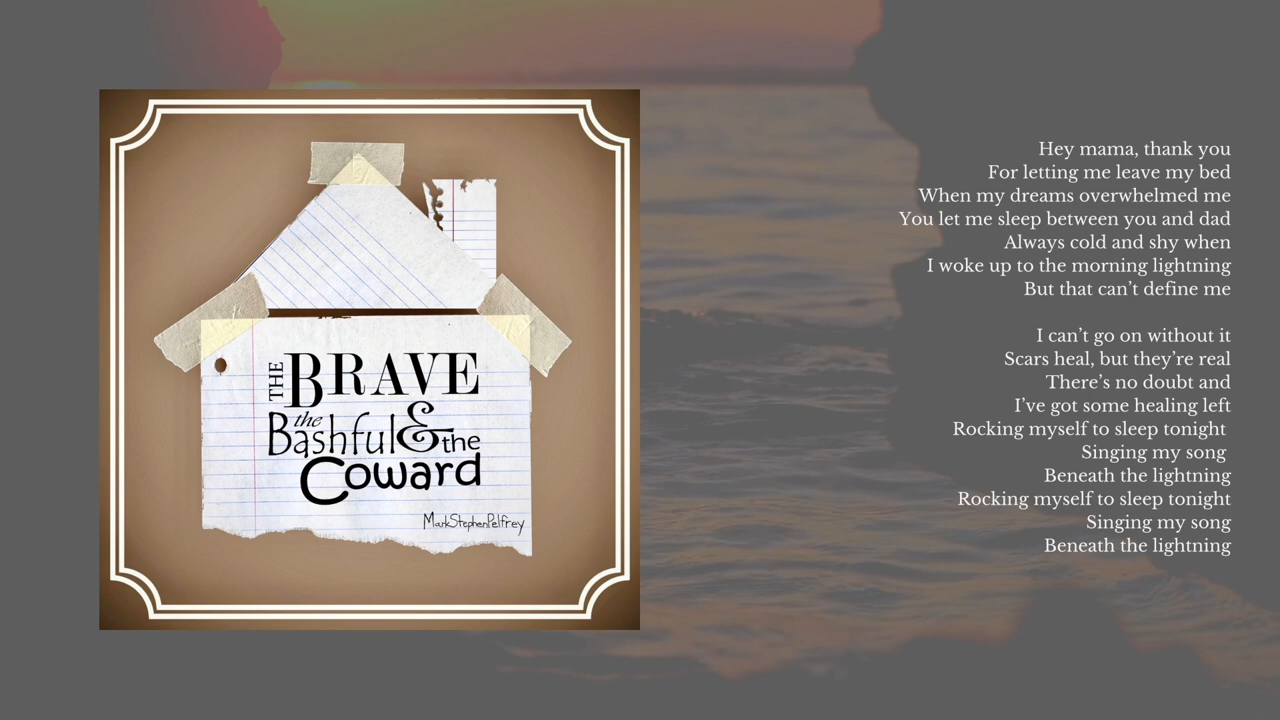 THE BRAVE
the
Bashful & the
Coward
MarkStephenPelfrey
Hey mama, thank you
For letting me leave my bed
When my dreams overwhelmed me
You let me sleep between you and dad
Always cold and shy when
I woke up to the morning lightning
But that can’t define me
I can’t go on without it
Scars heal, but they’re real
There’s no doubt and
I’ve got some healing left
Rocking myself to sleep tonight
Singing my song
Beneath the lightning
Rocking myself to sleep tonight
Singing my song
Beneath the lightning